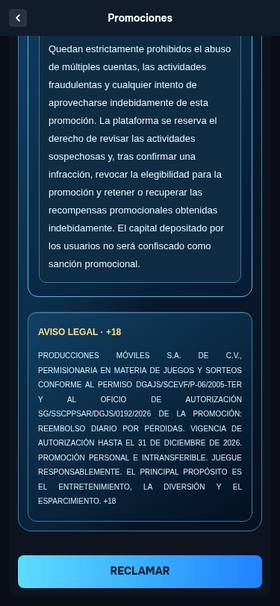 Promociones
Quedan estrictamente prohibidos el abuso
de múltiples cuentas, las actividades
fraudulentas y cualquier intento de
aprovecharse indebidamente de esta
promoción. La plataforma se reserva el
derecho de revisar las actividades
sospechosas y, tras confirmar una
infracción, revocar la elegibilidad para la
promoción y retener o recuperar las
recompensas promocionales obtenidas
indebidamente. El capital depositado por
los usuarios no será confiscado como
sanción promocional.
AVISO LEGAL · +18
PRODUCCIONES MÓVILES S.A. DE C.V.,
PERMISIONARIA EN MATERIA DE JUEGOS Y SORTEOS
CONFORME AL PERMISO DGAJS/SCEVF/P-06/2005-TER
Y AL OFICIO DE AUTORIZACIÓN
SG/SSCPPSAR/DGJS/0192/2026 DE LA PROMOCIÓN:
REEMBOLSO DIARIO POR PÉRDIDAS. VIGENCIA DE
AUTORIZACIÓN HASTA EL 31 DE DICIEMBRE DE 2026.
PROMOCIÓN PERSONAL E INTRANSFERIBLE. JUEGUE
RESPONSABLEMENTE. EL PRINCIPAL PROPÓSITO ES
EL ENTRETENIMIENTO, LA DIVERSIÓN Y EL
ESPARCIMIENTO. +18
RECLAMAR